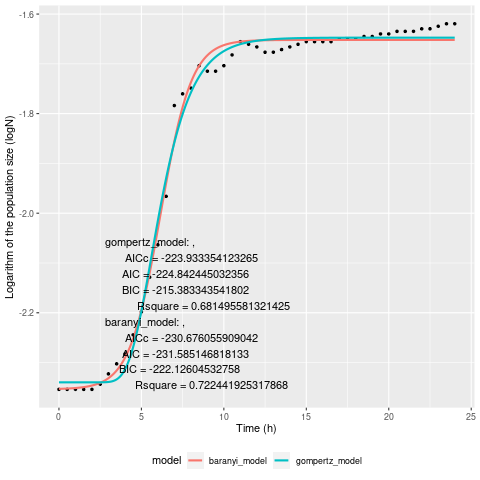 -1.6
-1.8
-2.0
-2.2
Logarithm of the population size (logN)
gompertz_model: ,
AICc = -223.933354123265
AIC = -224.842445032356
BIC = -215.383343541802
Rsquare = 0.681495581321425
baranyi_model: ,
AICc = -230.676055909042
AIC = -231.585146818133
BIC = -222.12604532758
Rsquare = 0.722441925317868
0 5 10 15 20 25
Time (h)
model baranyi_model gompertz_model